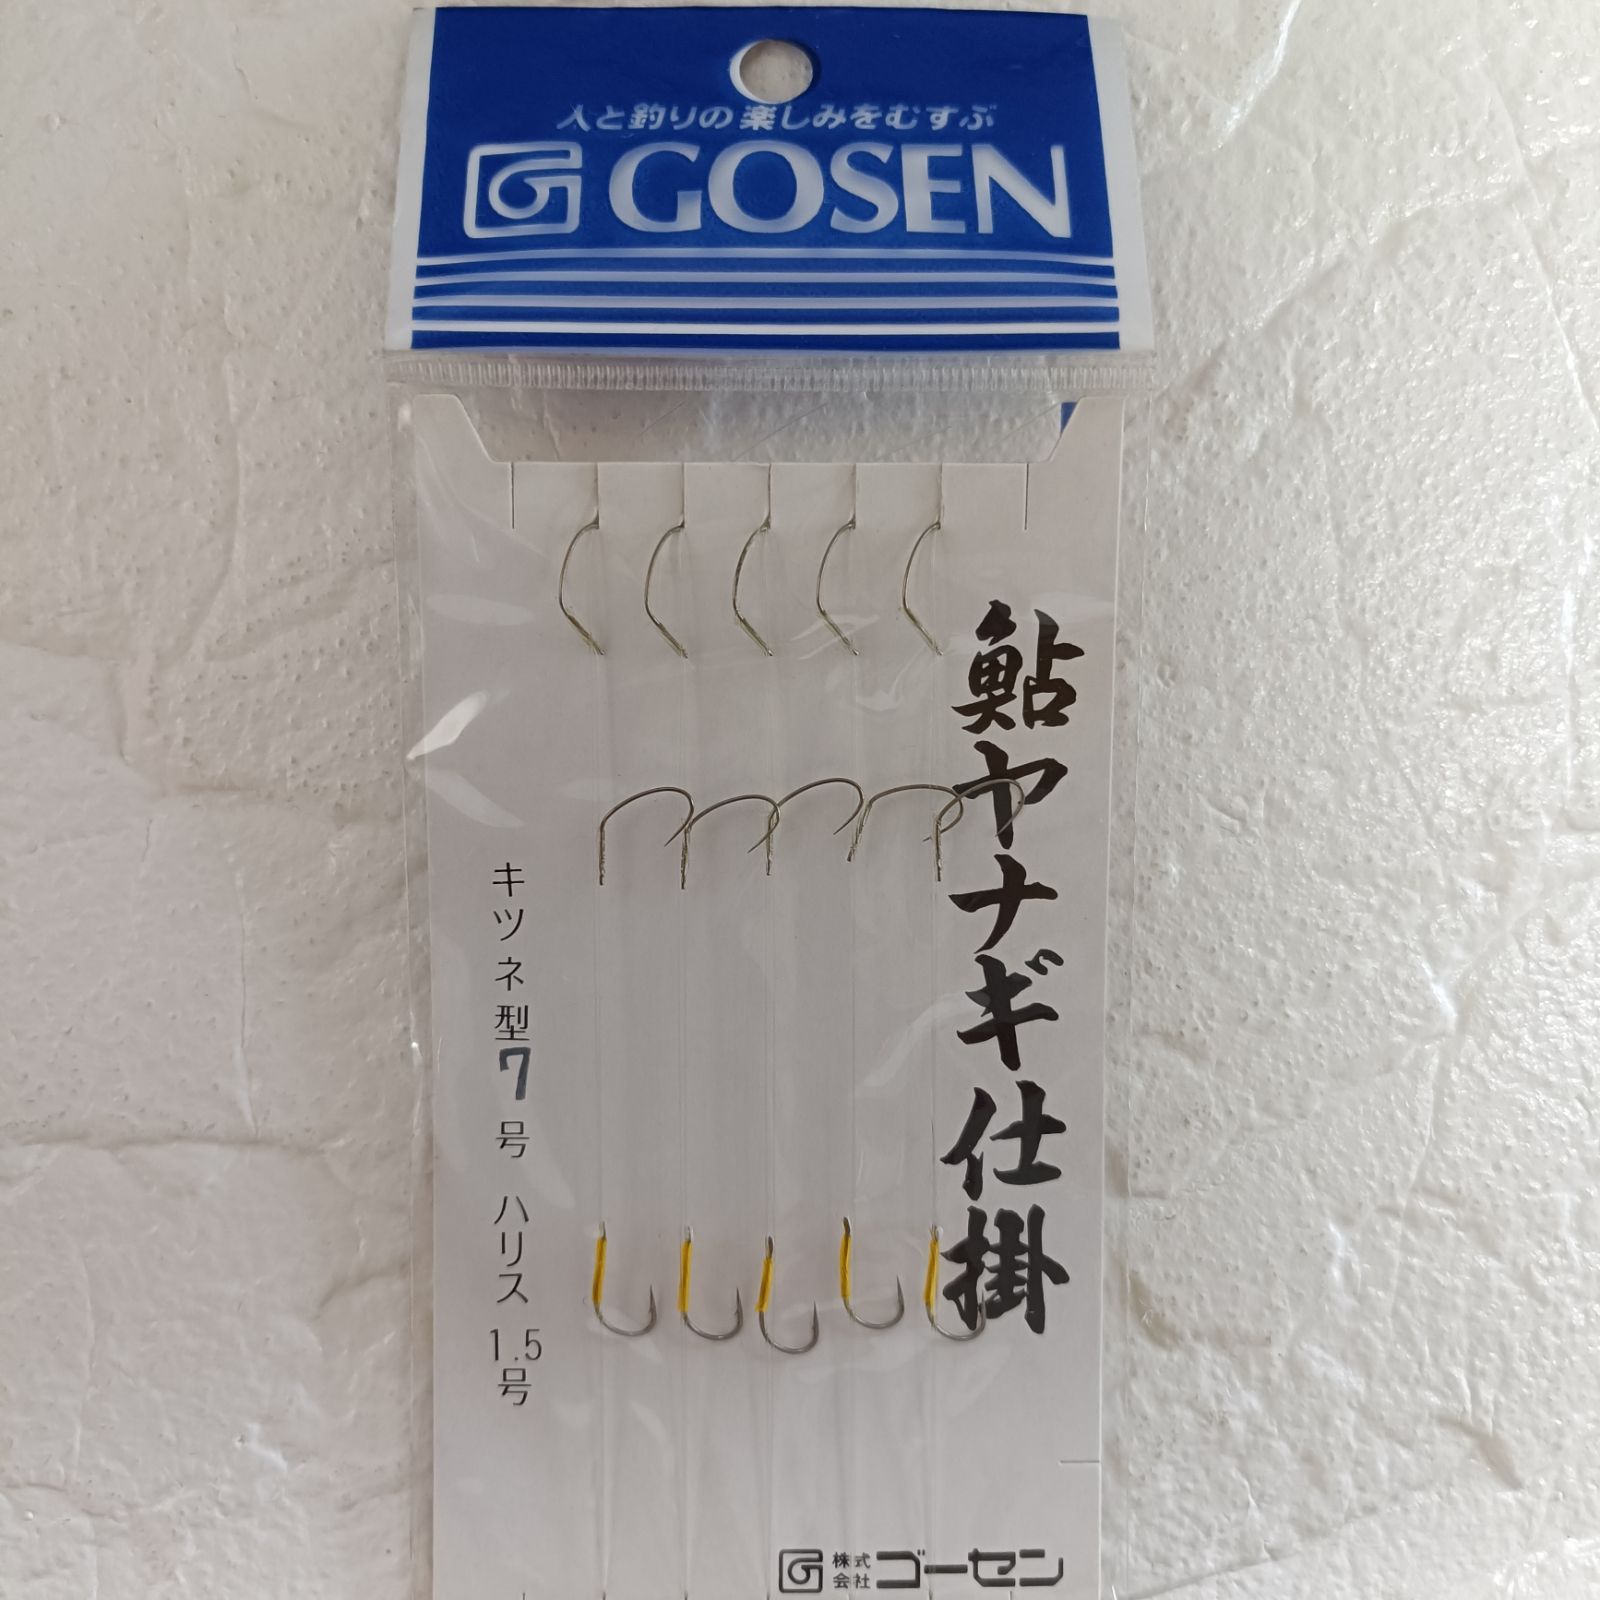 人と釣りの楽しみをむすぶ
GOSEN
鮎ヤナギ仕掛
キツネ型7号 ハリス1.5号
株式会社 ゴーセン